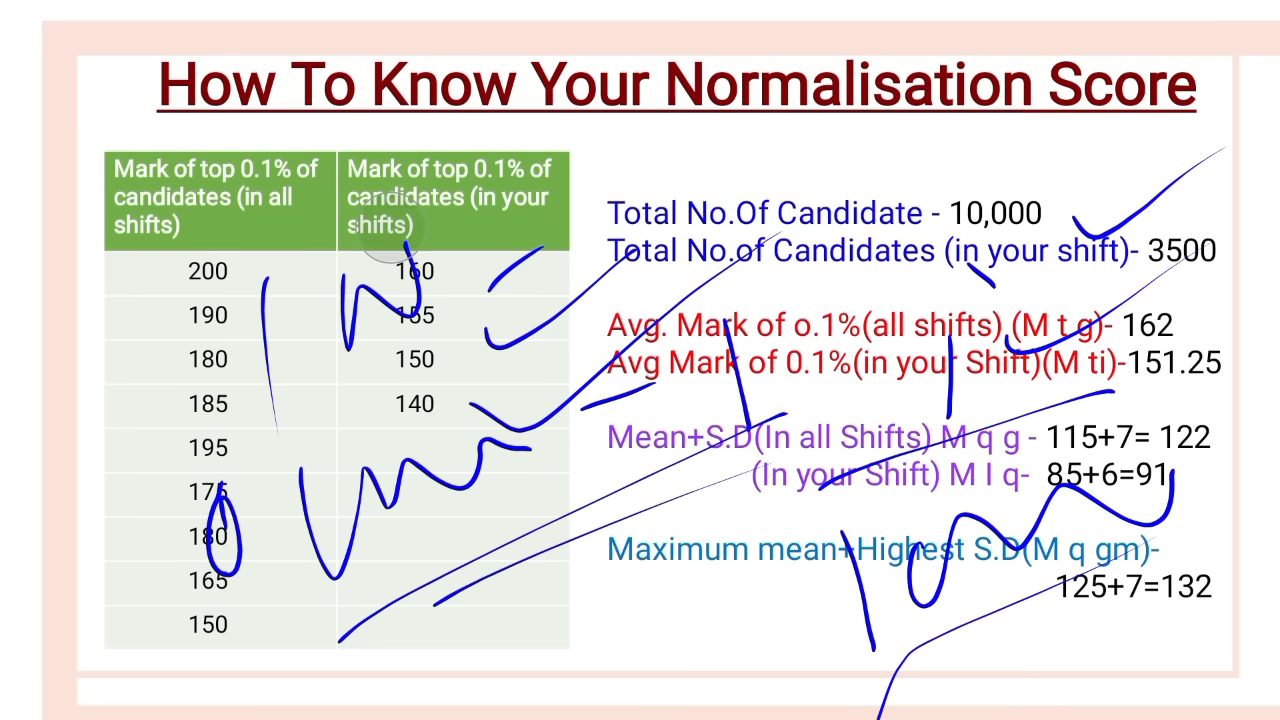 How To Know Your Normalisation Score
Mark of top 0.1% of candidates (in all shifts)
Mark of top 0.1% of candidates (in your shifts)
200 160
190 155
180 150
185 140
195
175
180
165
150
Total No.Of Candidate - 10,000
Total No.of Candidates (in your shift)- 3500
Avg. Mark of o.1%(all shifts) (M t g)- 162
Avg Mark of 0.1%(in your Shift)(M ti)-151.25
Mean+S.D(In all Shifts) M q g - 115+7= 122
(In your Shift) M I q- 85+6=91
Maximum mean+Highest S.D(M q gm)-
125+7=132